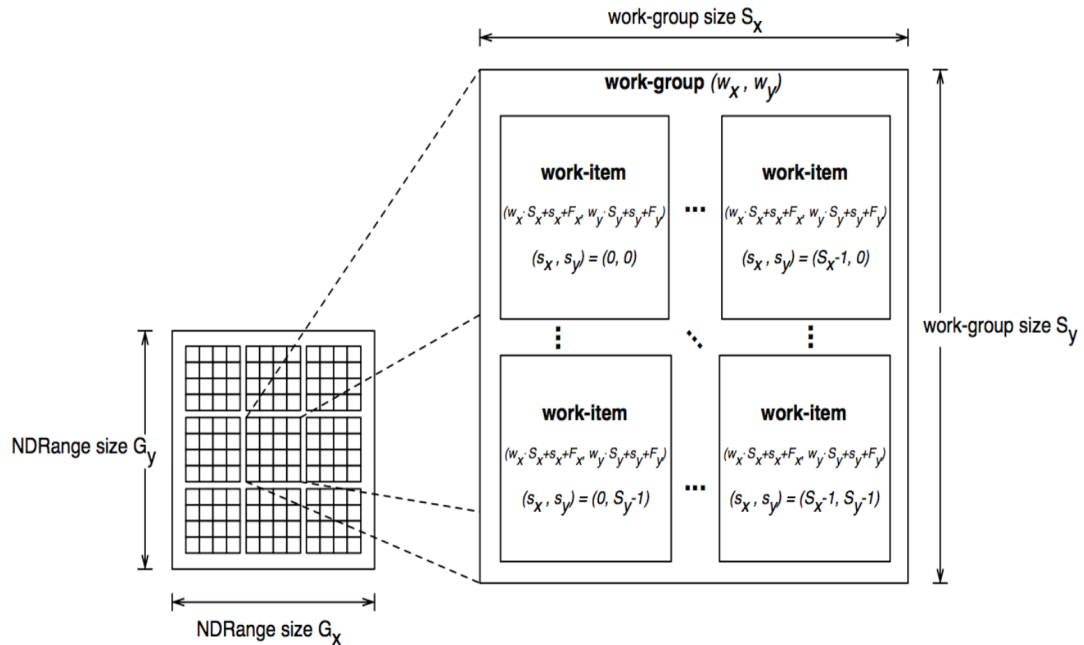 work-group size Sx
work-group (wx , wy)
work-item
(wx· Sx+sx+Fx, wy· Sy+sy+Fy)
(sx , sy) = (0, 0)
...
work-item
(wx· Sx+sx+Fx, wy· Sy+sy+Fy)
(sx , sy) = (Sx-1, 0)
work-group size Sy
work-item
(wx· Sx+sx+Fx, wy· Sy+sy+Fy)
(sx , sy) = (0, Sy-1)
...
work-item
(wx· Sx+sx+Fx, wy· Sy+sy+Fy)
(sx , sy) = (Sx-1, Sy-1)
NDRange size Gy
NDRange size Gx